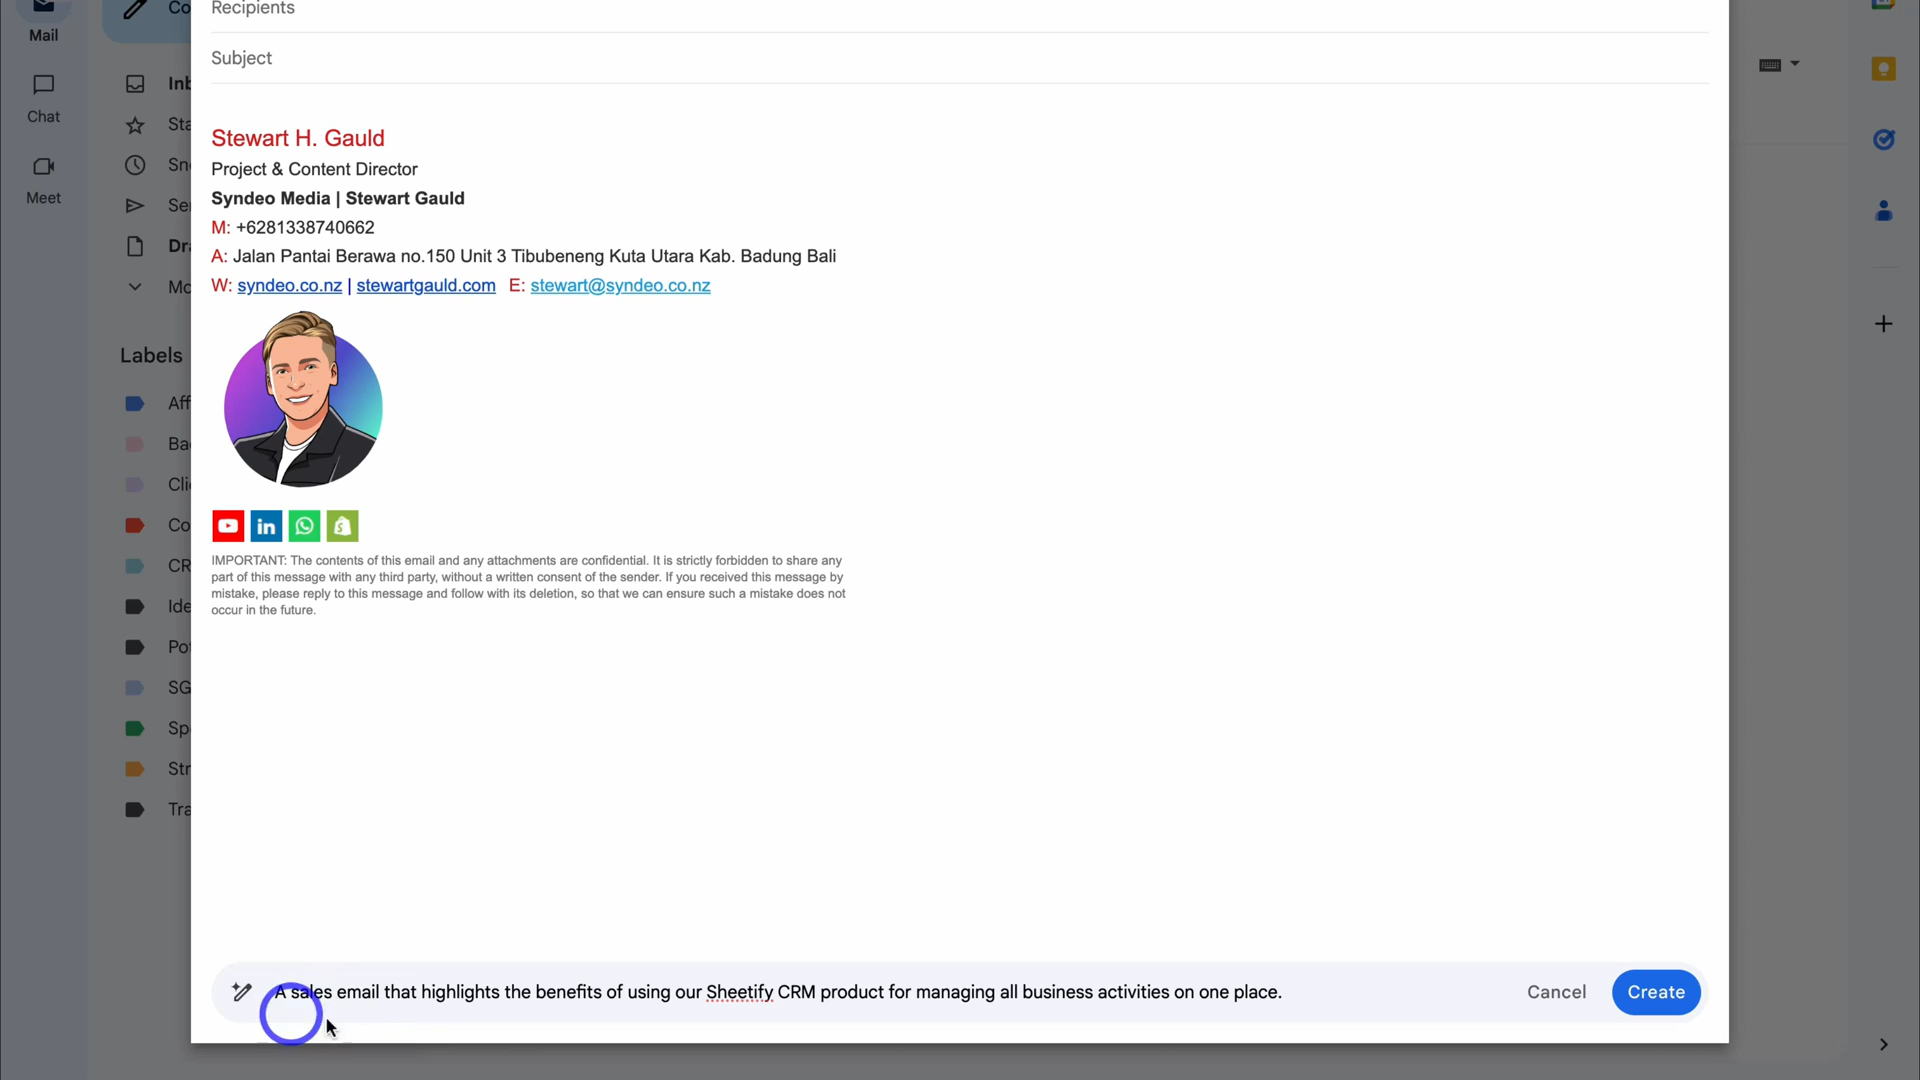 Recipients
Subject
Mail
Chat
Meet
Labels
Stewart H. Gauld
Project & Content Director
Syndeo Media | Stewart Gauld
M: +6281338740662
A: Jalan Pantai Berawa no.150 Unit 3 Tibubeneng Kuta Utara Kab. Badung Bali
W: syndeo.co.nz | stewartgauld.com E: stewart@syndeo.co.nz
in
IMPORTANT: The contents of this email and any attachments are confidential. It is strictly forbidden to share any
part of this message with any third party, without a written consent of the sender. If you received this message by
mistake, please reply to this message and follow with its deletion, so that we can ensure such a mistake does not
occur in the future.
A sales email that highlights the benefits of using our Sheetify CRM product for managing all business activities on one place.
Cancel
Create